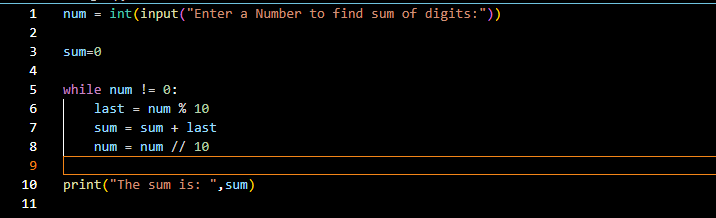 1 num = int(input("Enter a Number to find sum of digits:"))
2
3 sum=0
4
5 while num != 0:
6     last = num % 10
7     sum = sum + last
8     num = num // 10
9
10 print("The sum is: ",sum)
11